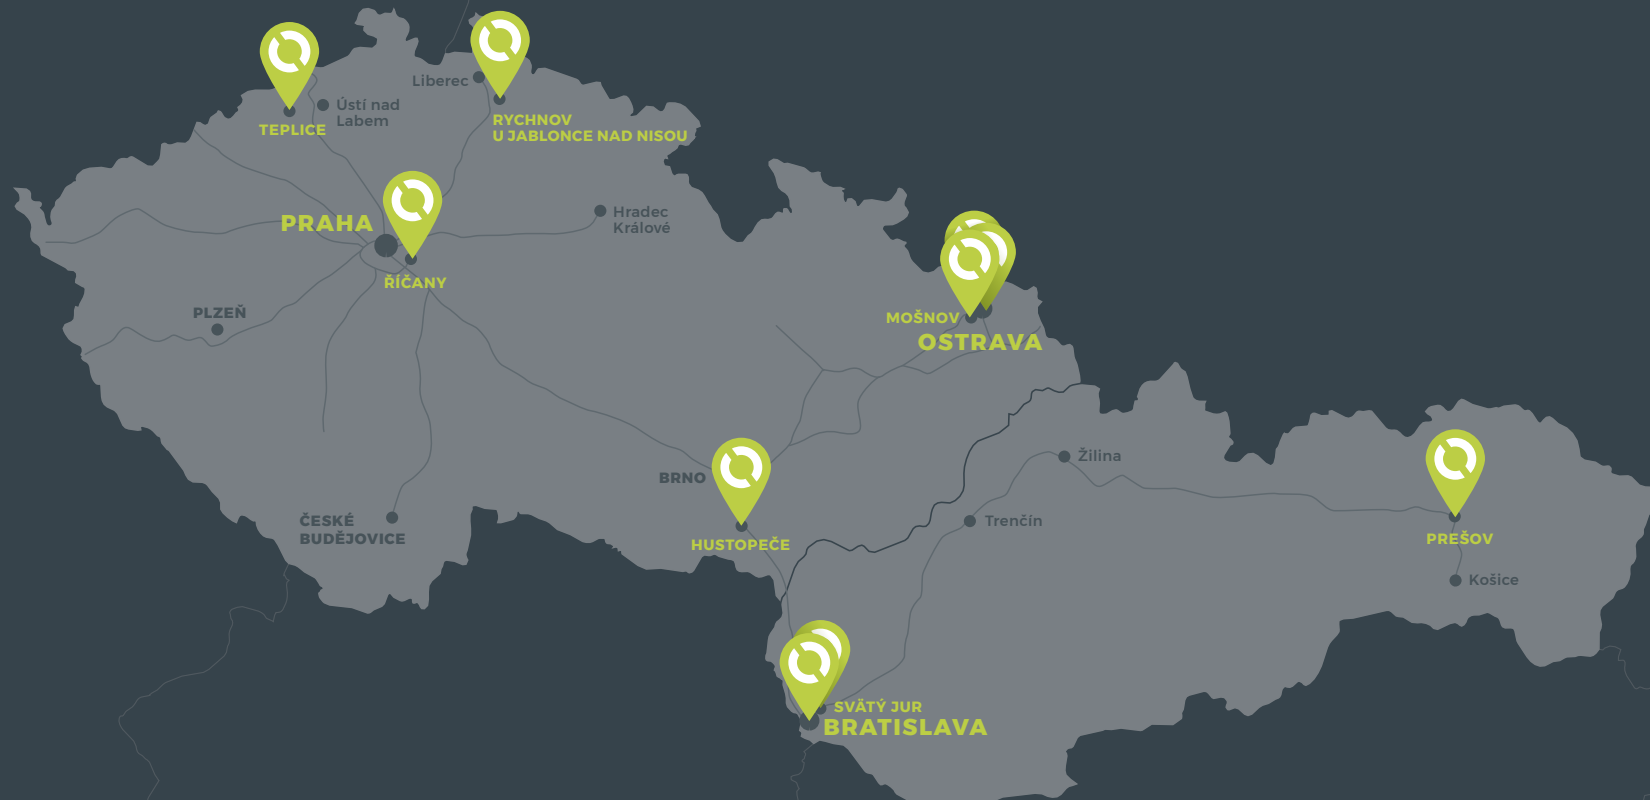 Liberec
Ústí nad
Labem
TEPLICE
RYCHNOV
U JABLONCE NAD NISOU
PRAHA
Hradec
Králové
ŘÍČANY
PLZEŇ
MOŠNOV
OSTRAVA
BRNO
Žilina
ČESKÉ
BUDĚJOVICE
Trenčín
HUSTOPEČE
PREŠOV
Košice
SVÄTÝ JUR
BRATISLAVA